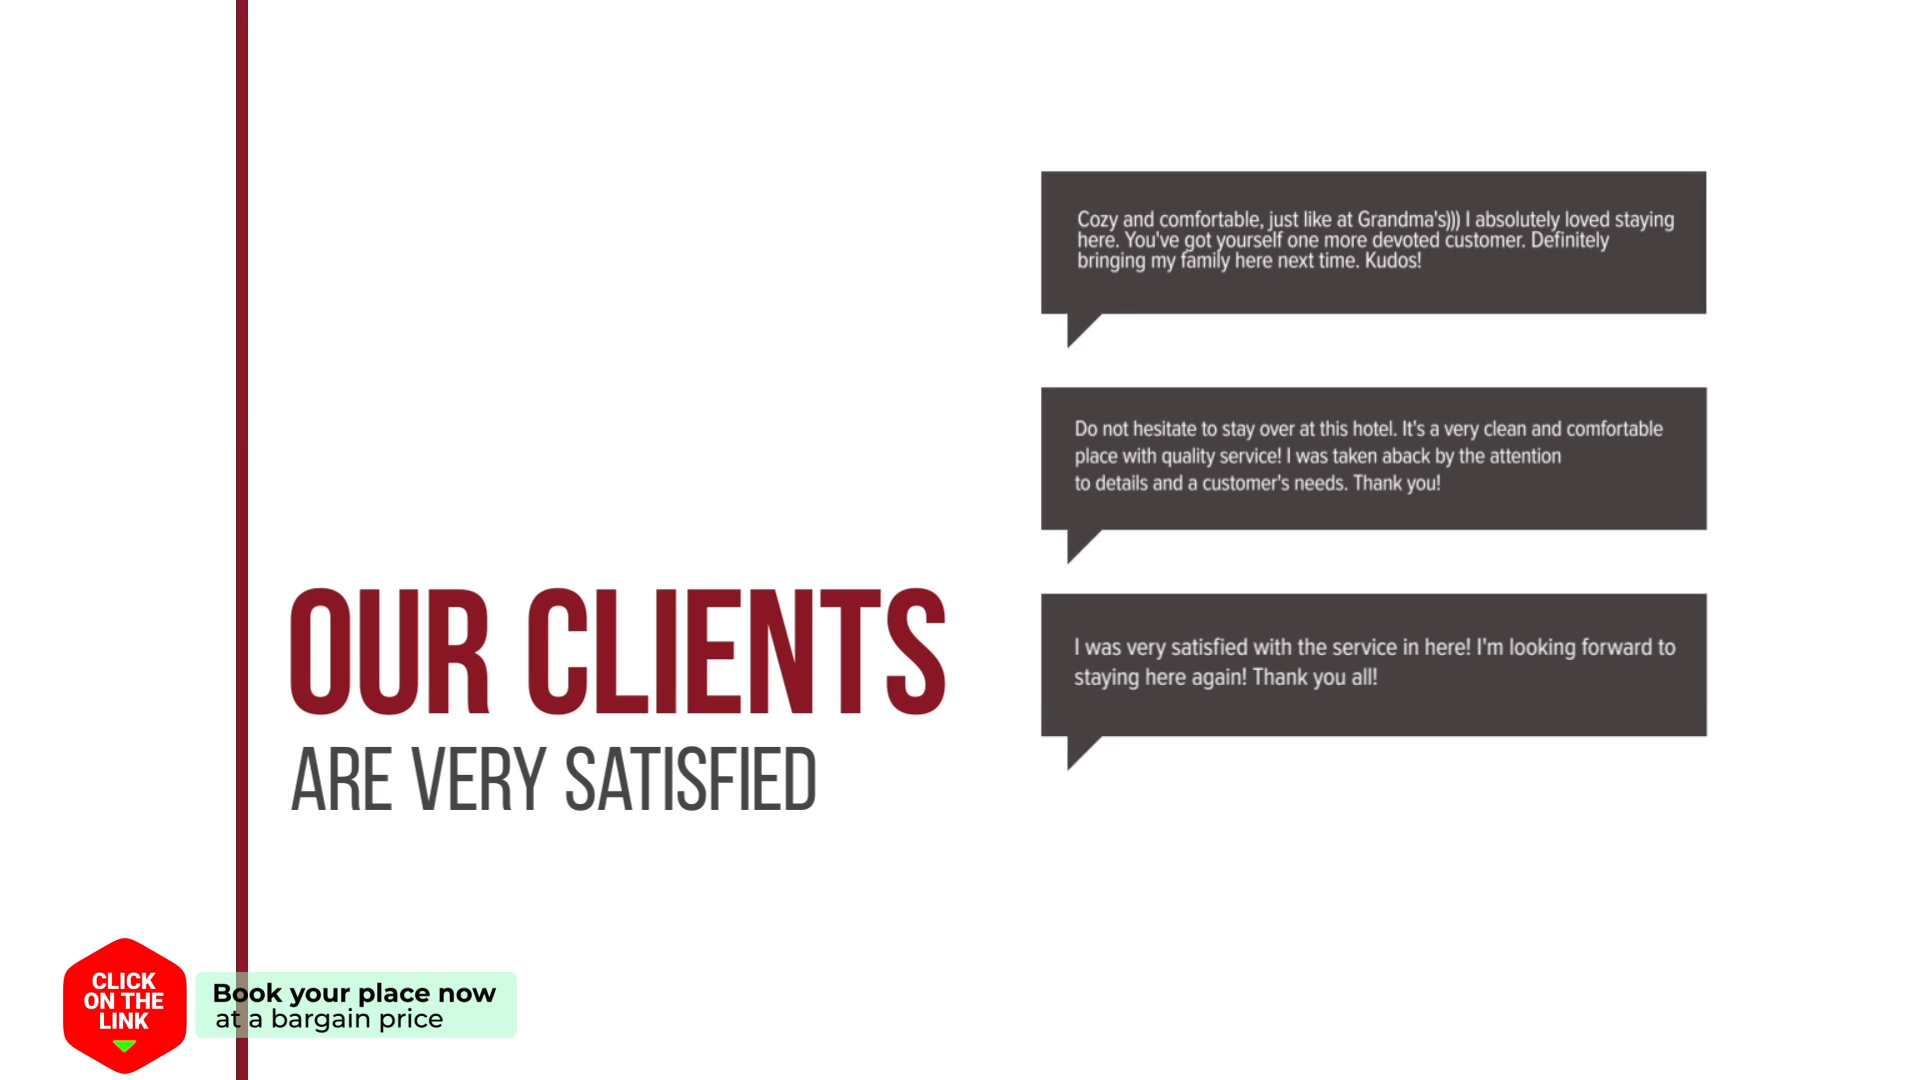 Cozy and comfortable, just like at Grandma's))) I absolutely loved staying
here. You've got yourself one more devoted customer. Definitely
bringing my family here next time. Kudos!
Do not hesitate to stay over at this hotel. It's a very clean and comfortable
place with quality service! I was taken aback by the attention
to details and a customer's needs. Thank you!
I was very satisfied with the service in here! I'm looking forward to
staying here again! Thank you all!
OUR CLIENTS
ARE VERY SATISFIED
CLICK
ON THE
LINK
Book your place now
at a bargain price